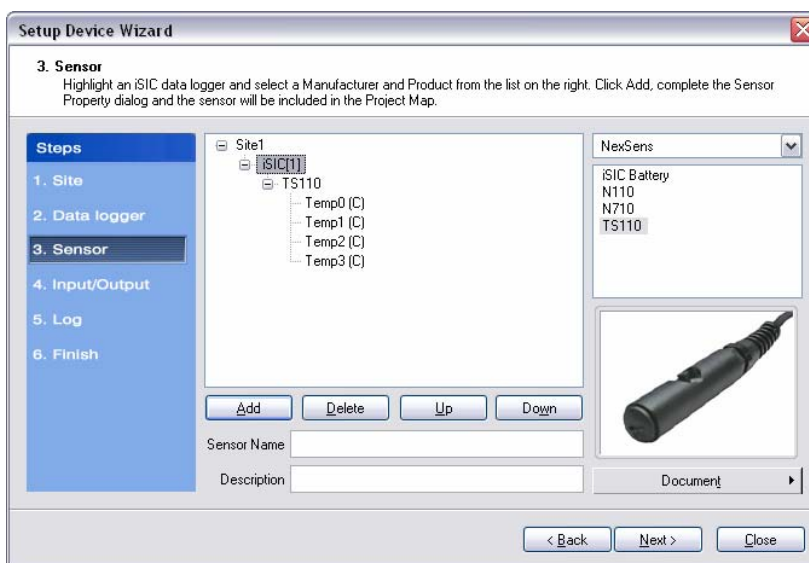 Setup Device Wizard
3. Sensor
Highlight an iSIC data logger and select a Manufacturer and Product from the list on the right. Click Add, complete the Sensor
Property dialog and the sensor will be included in the Project Map.
Steps
1. Site
2. Data logger
3. Sensor
4. Input/Output
5. Log
6. Finish
Site1
iSIC[1]
TS110
Temp0 (C)
Temp1 (C)
Temp2 (C)
Temp3 (C)
Add
Delete
Up
Down
Sensor Name
Description
NexSens
iSIC Battery
N110
N710
TS110
Document
< Back
Next >
Close